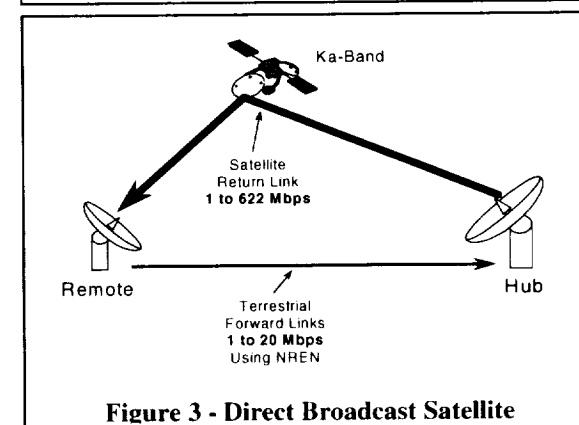 Ka-Band
Satellite
Return Link
1 to 622 Mbps
Remote
Hub
Terrestrial
Forward Links
1 to 20 Mbps
Using NREN
Figure 3 - Direct Broadcast Satellite